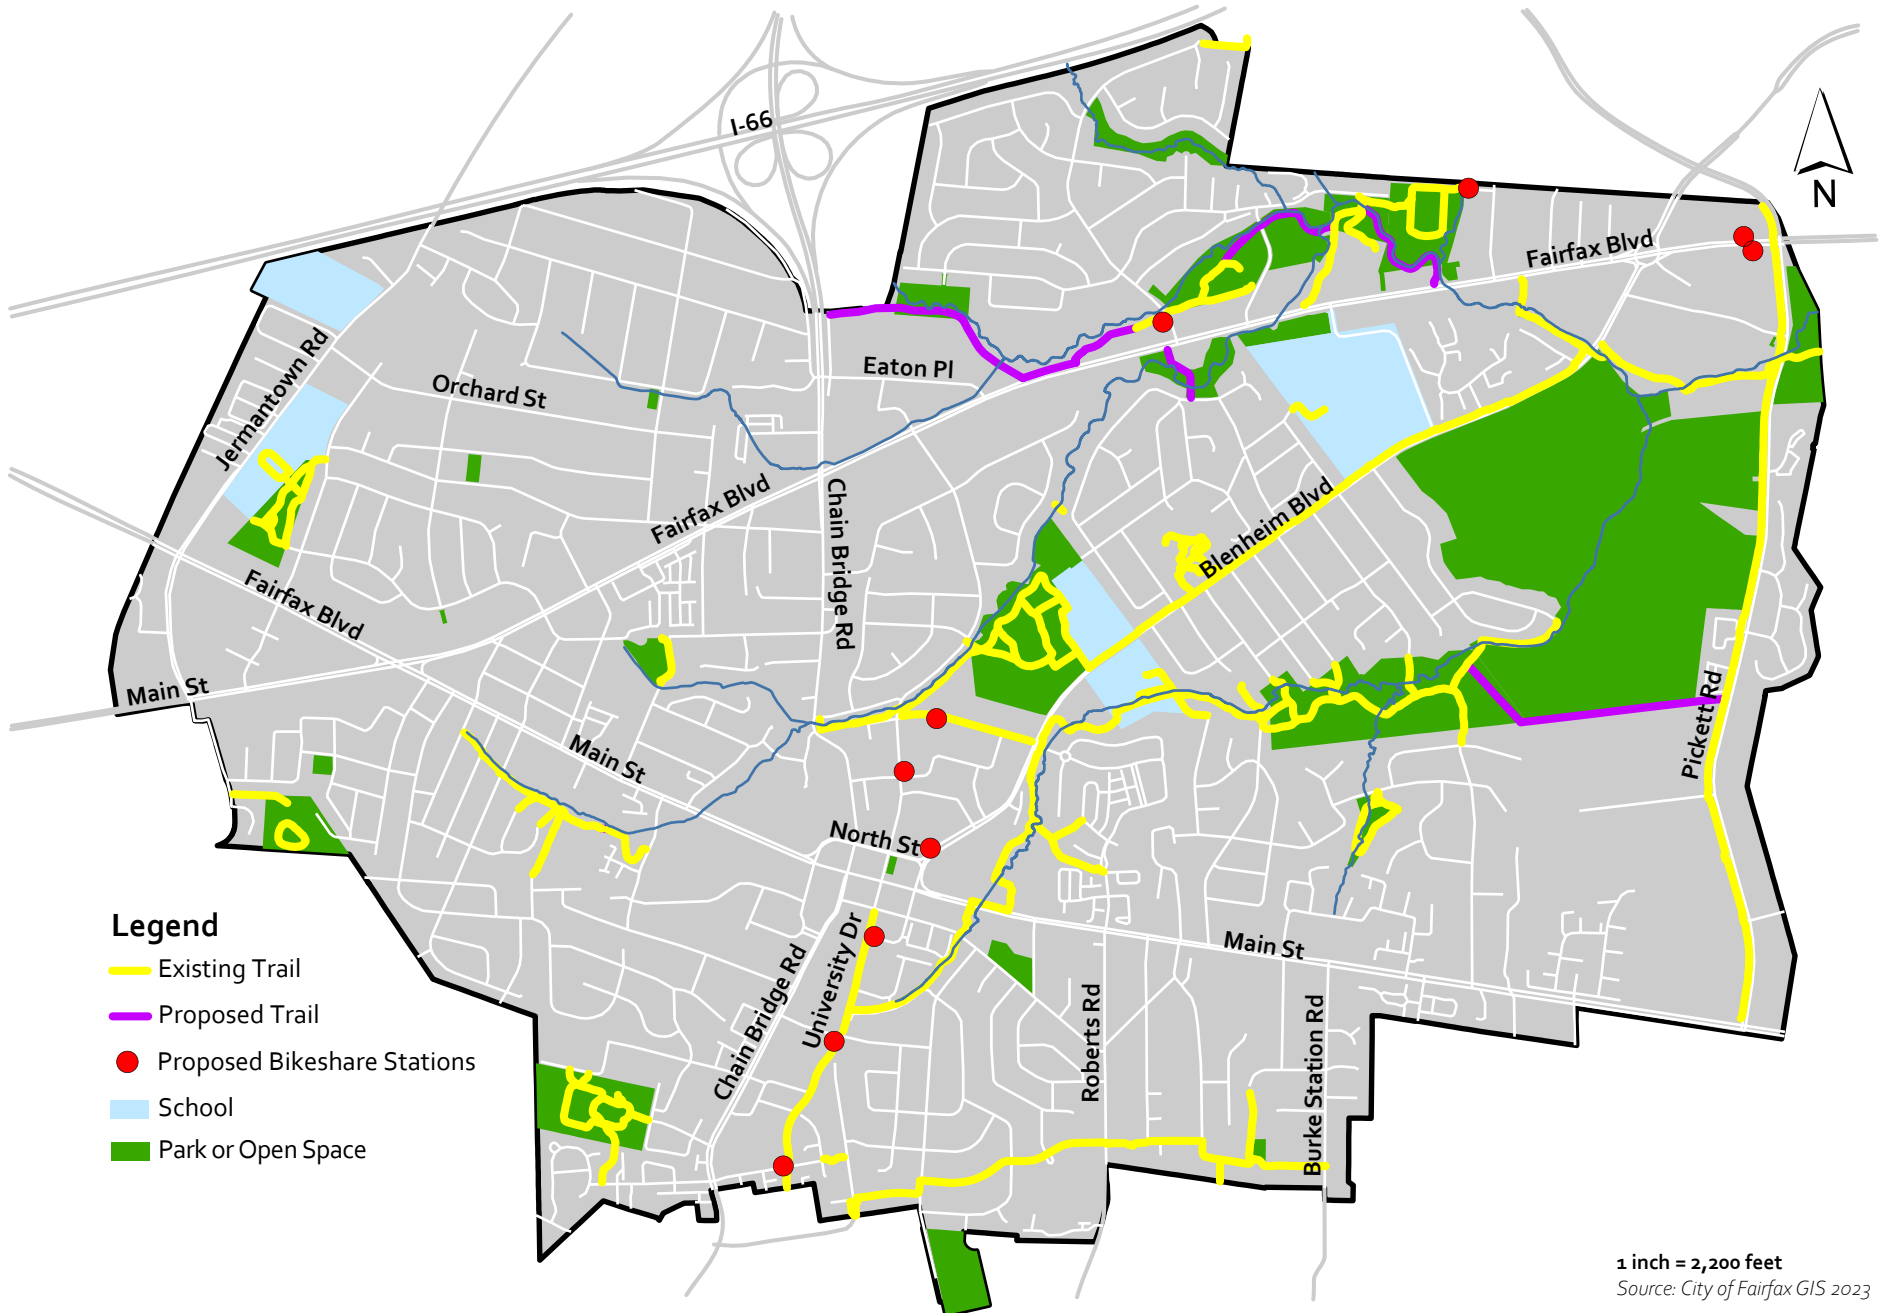 I-66
N
Fairfax Blvd
Jermantown Rd
Eaton Pl
Orchard St
Fairfax Blvd
Chain Bridge Rd
Blenheim Blvd
Fairfax Blvd
Main St
Main St
Pickett Rd
North St
University Dr
Chain Bridge Rd
Main St
Roberts Rd
Burke Station Rd
Legend
Existing Trail
Proposed Trail
Proposed Bikeshare Stations
School
Park or Open Space
1 inch = 2,200 feet
Source: City of Fairfax GIS 2023